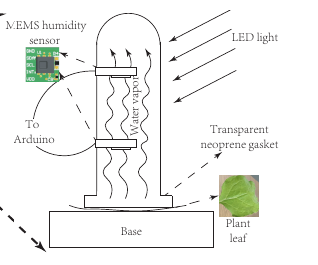 MEMS humidity
sensor
LED light
Water vapor
To
Arduino
Transparent
neoprene gasket
Plant
leaf
Base